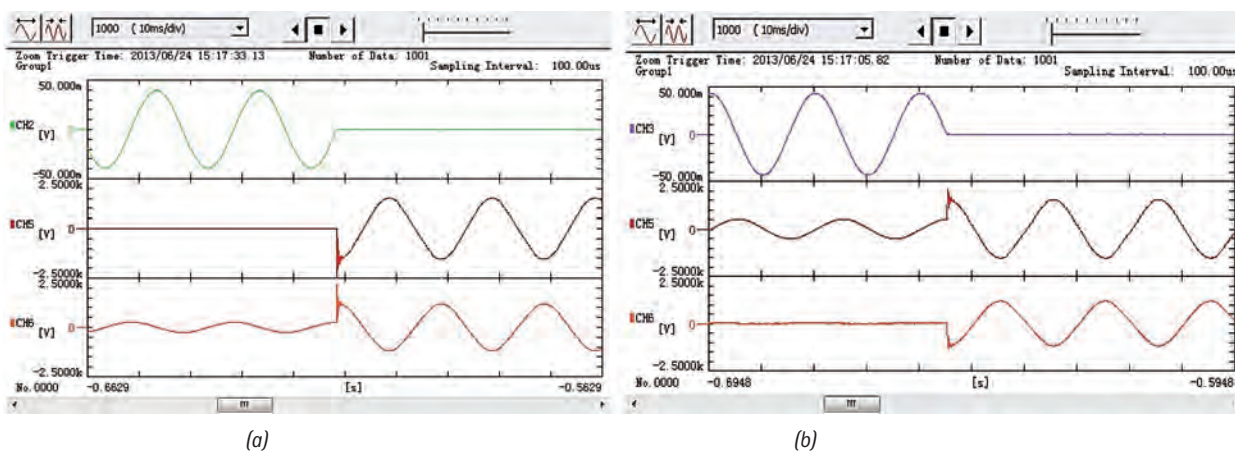 1000 ( 10ms/div)
Zoom Trigger Time: 2013/06/24 15:17:33.13 Number of Data: 1001
Group1 Sampling Interval: 100.00us
50.000m
CH2 [V] 0
-50.000m
2.5000k
CH5 [V] 0
-2.5000k
2.5000k
CH6 [V] 0
-2.5000k
No.0000 -0.6629 [s] -0.5629
(a)
1000 ( 10ms/div)
Zoom Trigger Time: 2013/06/24 15:17:05.82 Number of Data: 1001
Group1 Sampling Interval: 100.00us
50.000m
CH3 [V] 0
-50.000m
2.5000k
CH5 [V] 0
-2.5000k
2.5000k
CH6 [V] 0
-2.5000k
No.0000 -0.6948 [s] -0.5948
(b)